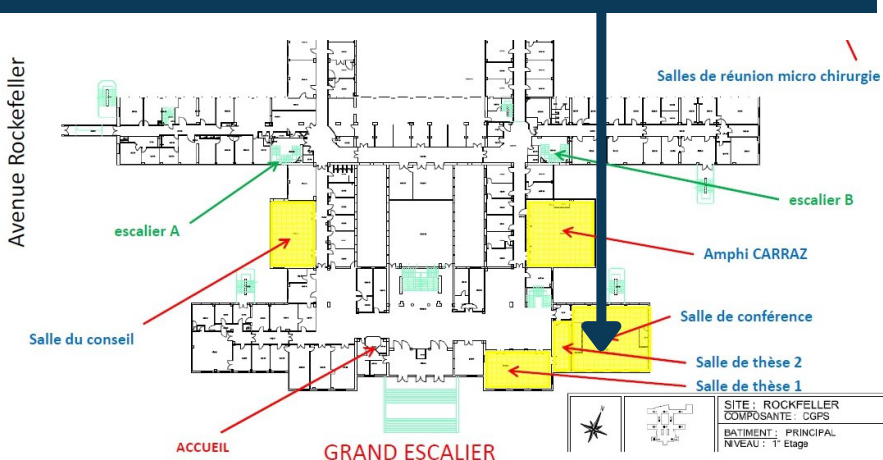 Avenue Rockefeller
Salles de réunion micro chirurgie
escalier B
escalier A
Amphi CARRAZ
Salle de conférence
Salle du conseil
Salle de thèse 2
Salle de thèse 1
ACCUEIL
GRAND ESCALIER
SITE : ROCKFELLER
COMPOSANTE : CGPS
BATIMENT : PRINCIPAL
NIVEAU : 1° Etage